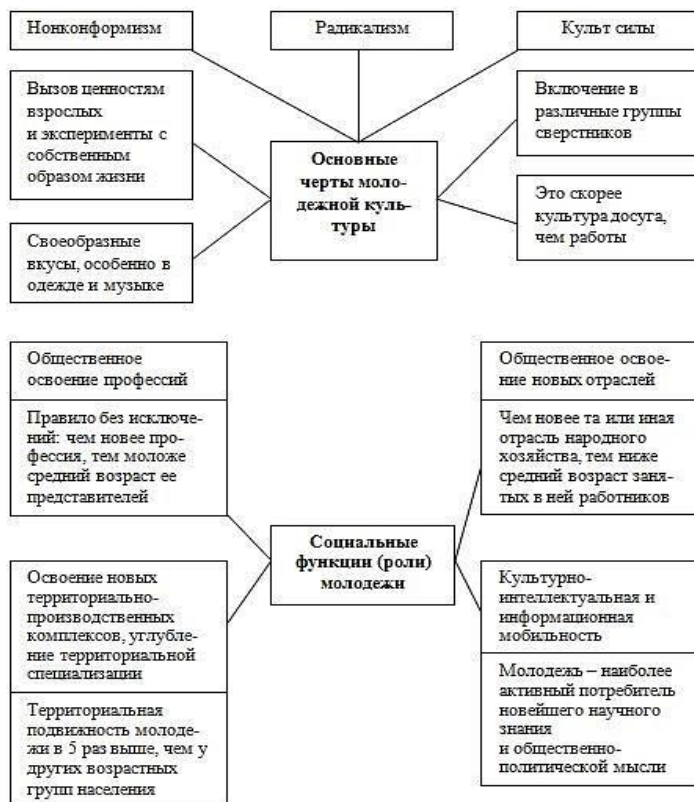 Нонконформизм
Радикализм
Культ силы
Вызов ценностям
взрослых
и эксперименты с
собственным
образом жизни
Своеобразные
вкусы, особенно в
одежде и музыке
Основные
черты моло-
дежной куль-
туры
Включение в
различные группы
сверстников
Это скорее
культура досуга,
чем работы
Общественное
освоение профессий
Правило без исключе-
ний: чем новее про-
фессия, тем моложе
средний возраст ее
представителей
Освоение новых
территориально-
производственных
комплексов, углубле-
ние территориальной
специализации
Территориальная
подвижность молоде-
жи в 5 раз выше, чем у
других возрастных
групп населения
Социальные
функции (роли)
молодежи
Общественное освое-
ние новых отраслей
Чем новее та или иная
отрасль народного
хозяйства, тем ниже
средний возраст заня-
тых в ней работников
Культурно-
интеллектуальная и
информационная
мобильность
Молодежь – наиболее
активный потребитель
новейшего научного
знания
и общественно-
политической мысли